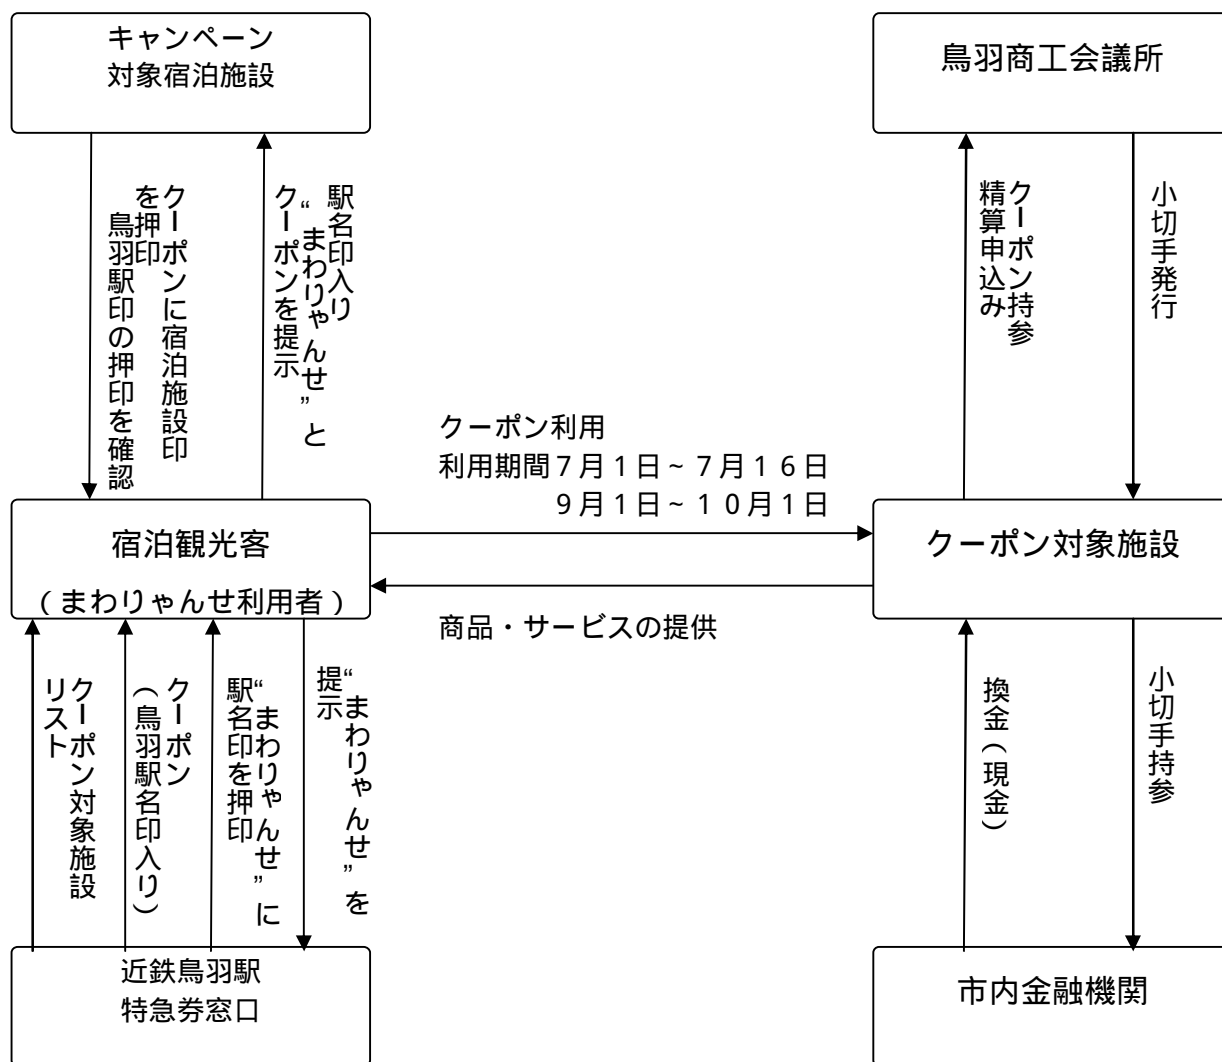 キャンペーン
対象宿泊施設
鳥羽商工会議所
クーポンに宿泊施設印
を押印
鳥羽駅印の押印を確認
駅名印入り
“まわりゃんせ”と
クーポンを提示
クーポン持参
精算申込み
小切手発行
クーポン利用
利用期間7月1日~7月16日
9月1日~10月1日
宿泊観光客
(まわりゃんせ利用者)
クーポン対象施設
商品・サービスの提供
クーポン対象施設
リスト
クーポン
(鳥羽駅名印入り)
“まわりゃんせ”に
駅名印を押印
“まわりゃんせ”を
提示
換金(現金)
小切手持参
近鉄鳥羽駅
特急券窓口
市内金融機関